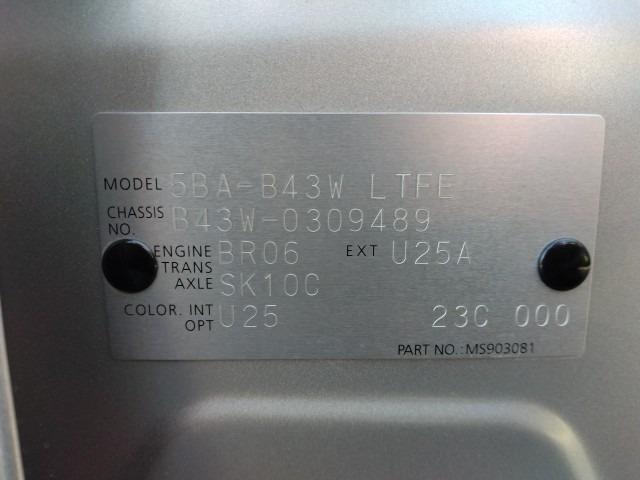 MODEL 5BA-B43W LTFE
CHASSIS NO. B43W-0309489
ENGINE BR06 EXT U25A
TRANS AXLE SK10C
COLOR. INT OPT U25 23C 000
PART NO.:MS903081